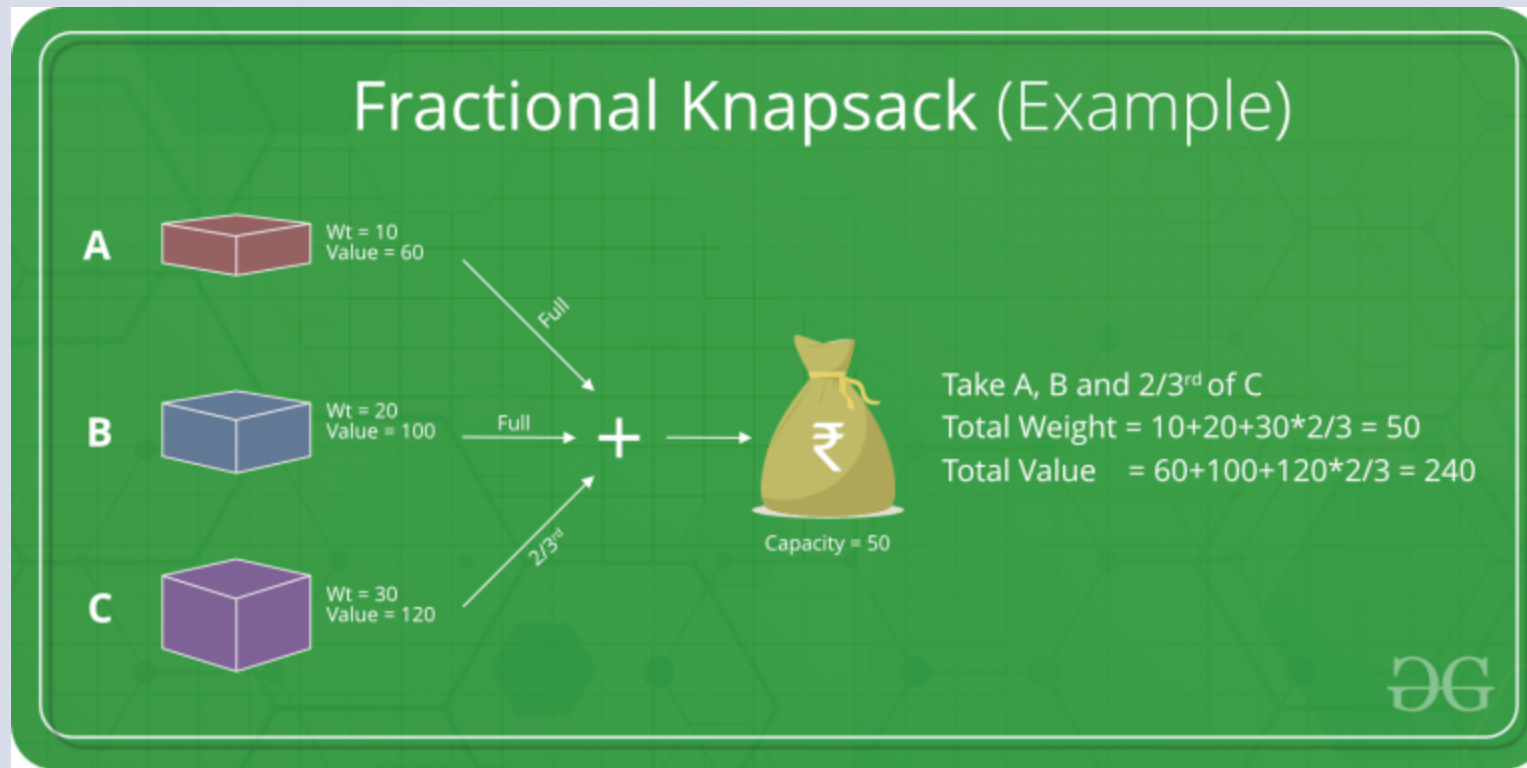 Fractional Knapsack (Example)
A
Wt = 10
Value = 60
Full
B
Wt = 20
Value = 100
Full
+
C
Wt = 30
Value = 120
2/3rd
₹
Capacity = 50
Take A, B and 2/3rd of C
Total Weight = 10+20+30*2/3 = 50
Total Value = 60+100+120*2/3 = 240